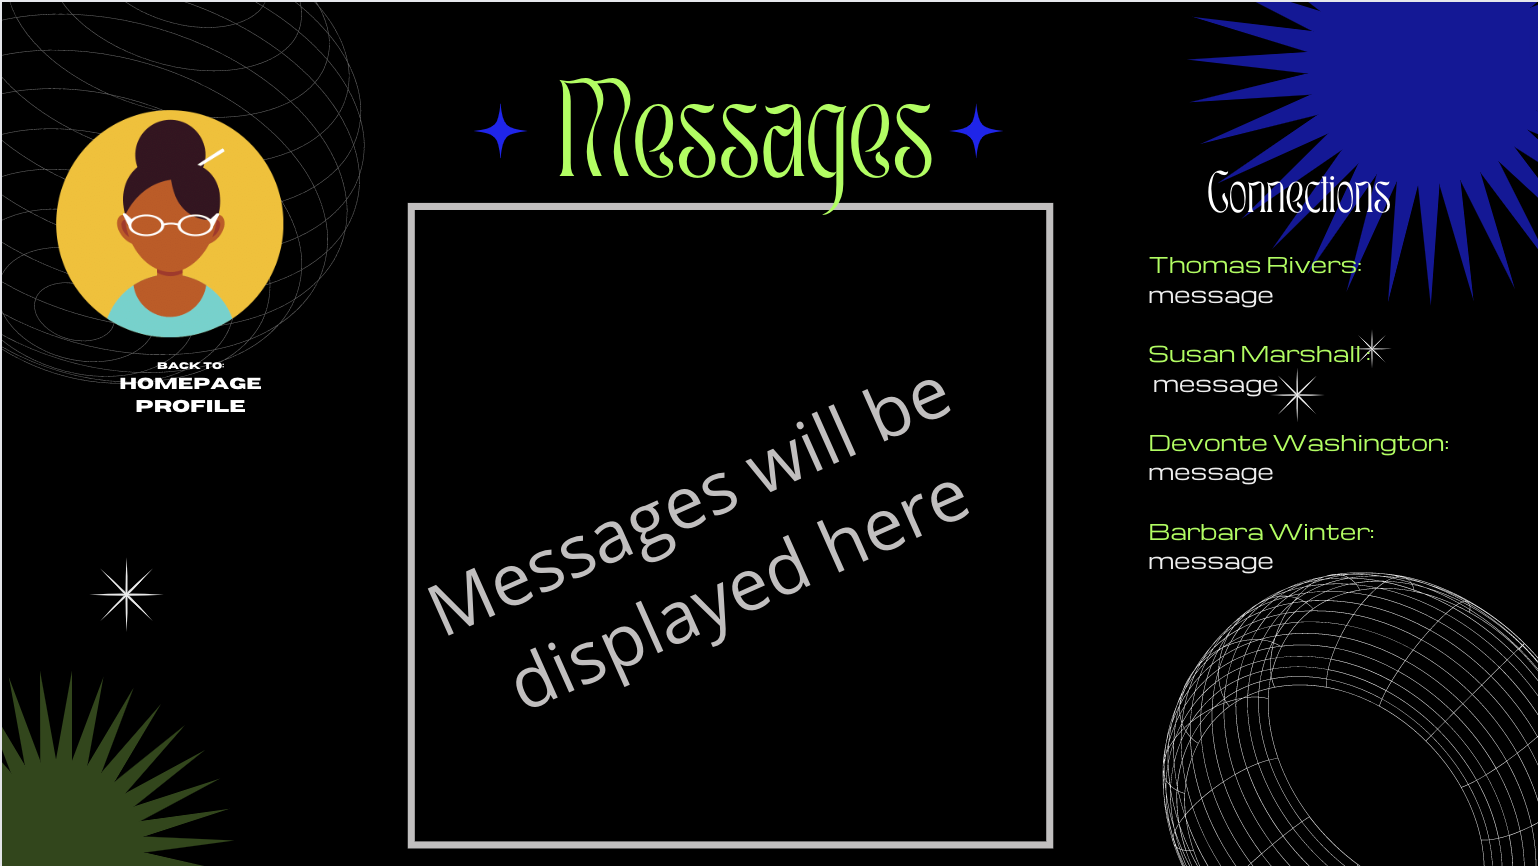 Messages
BACK TO:
HOMEPAGE
PROFILE
Messages will be
displayed here
Connections
Thomas Rivers:
message
Susan Marshall:
message
Devonte Washington:
message
Barbara Winter:
message